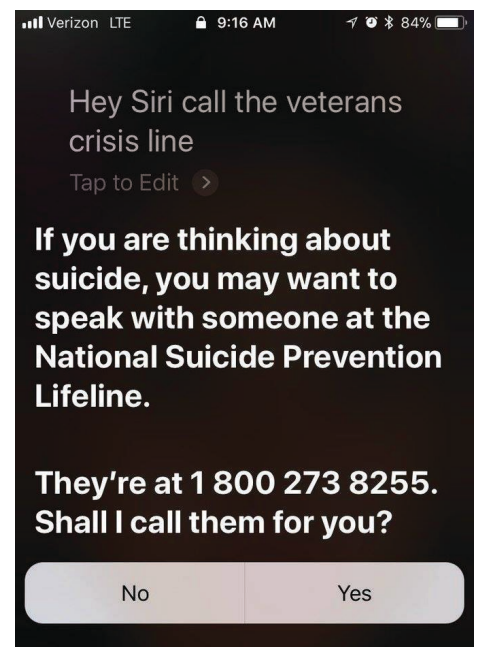 Verizon LTE 9:16 AM 84%
Hey Siri call the veterans
crisis line
Tap to Edit >
If you are thinking about
suicide, you may want to
speak with someone at the
National Suicide Prevention
Lifeline.
They're at 1 800 273 8255.
Shall I call them for you?
No Yes